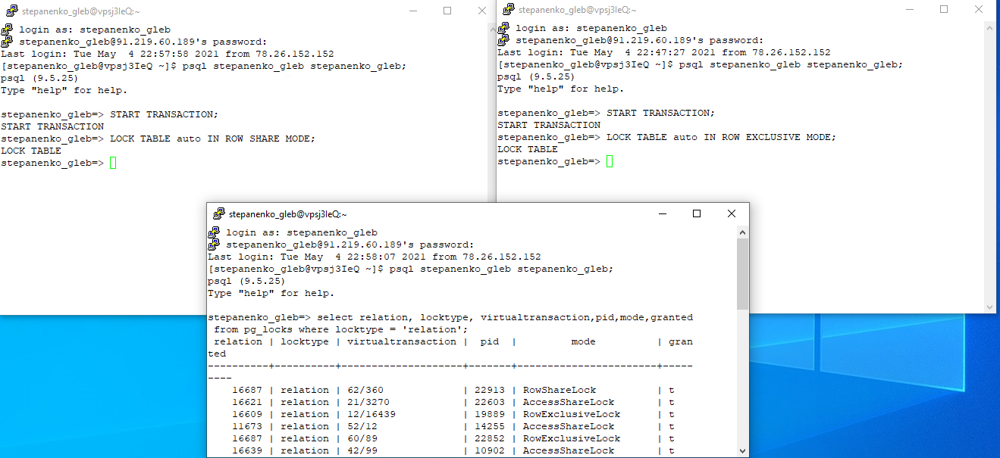 stepanenko_gleb@vpsj3IeQ:~
login as: stepanenko_gleb
stepanenko_gleb@91.219.60.189's password:
Last login: Tue May  4 22:57:58 2021 from 78.26.152.152
[stepanenko_gleb@vpsj3IeQ ~]$ psql stepanenko_gleb stepanenko_gleb;
psql (9.5.25)
Type "help" for help.
stepanenko_gleb=> START TRANSACTION;
START TRANSACTION
stepanenko_gleb=> LOCK TABLE auto IN ROW SHARE MODE;
LOCK TABLE
stepanenko_gleb=>
stepanenko_gleb@vpsj3IeQ:~
login as: stepanenko_gleb
stepanenko_gleb@91.219.60.189's password:
Last login: Tue May  4 22:47:27 2021 from 78.26.152.152
[stepanenko_gleb@vpsj3IeQ ~]$ psql stepanenko_gleb stepanenko_gleb;
psql (9.5.25)
Type "help" for help.
stepanenko_gleb=> START TRANSACTION;
START TRANSACTION
stepanenko_gleb=> LOCK TABLE auto IN ROW EXCLUSIVE MODE;
LOCK TABLE
stepanenko_gleb=>
stepanenko_gleb@vpsj3IeQ:~
login as: stepanenko_gleb
stepanenko_gleb@91.219.60.189's password:
Last login: Tue May  4 22:58:07 2021 from 78.26.152.152
[stepanenko_gleb@vpsj3IeQ ~]$ psql stepanenko_gleb stepanenko_gleb;
psql (9.5.25)
Type "help" for help.
stepanenko_gleb=> select relation, locktype, virtualtransaction,pid,mode,granted
from pg_locks where locktype = 'relation';
relation | locktype | virtualtransaction |  pid  |         mode          | gran
ted
----------+----------+--------------------+-------+-----------------------+-----
----
16687 | relation | 62/360             | 22913 | RowShareLock          | t
16621 | relation | 21/3270            | 22603 | AccessShareLock       | t
16609 | relation | 12/16439           | 19889 | RowExclusiveLock      | t
11673 | relation | 52/12              | 14255 | AccessShareLock       | t
16687 | relation | 60/89              | 22852 | RowExclusiveLock      | t
16639 | relation | 42/99              | 10902 | AccessShareLock       | t